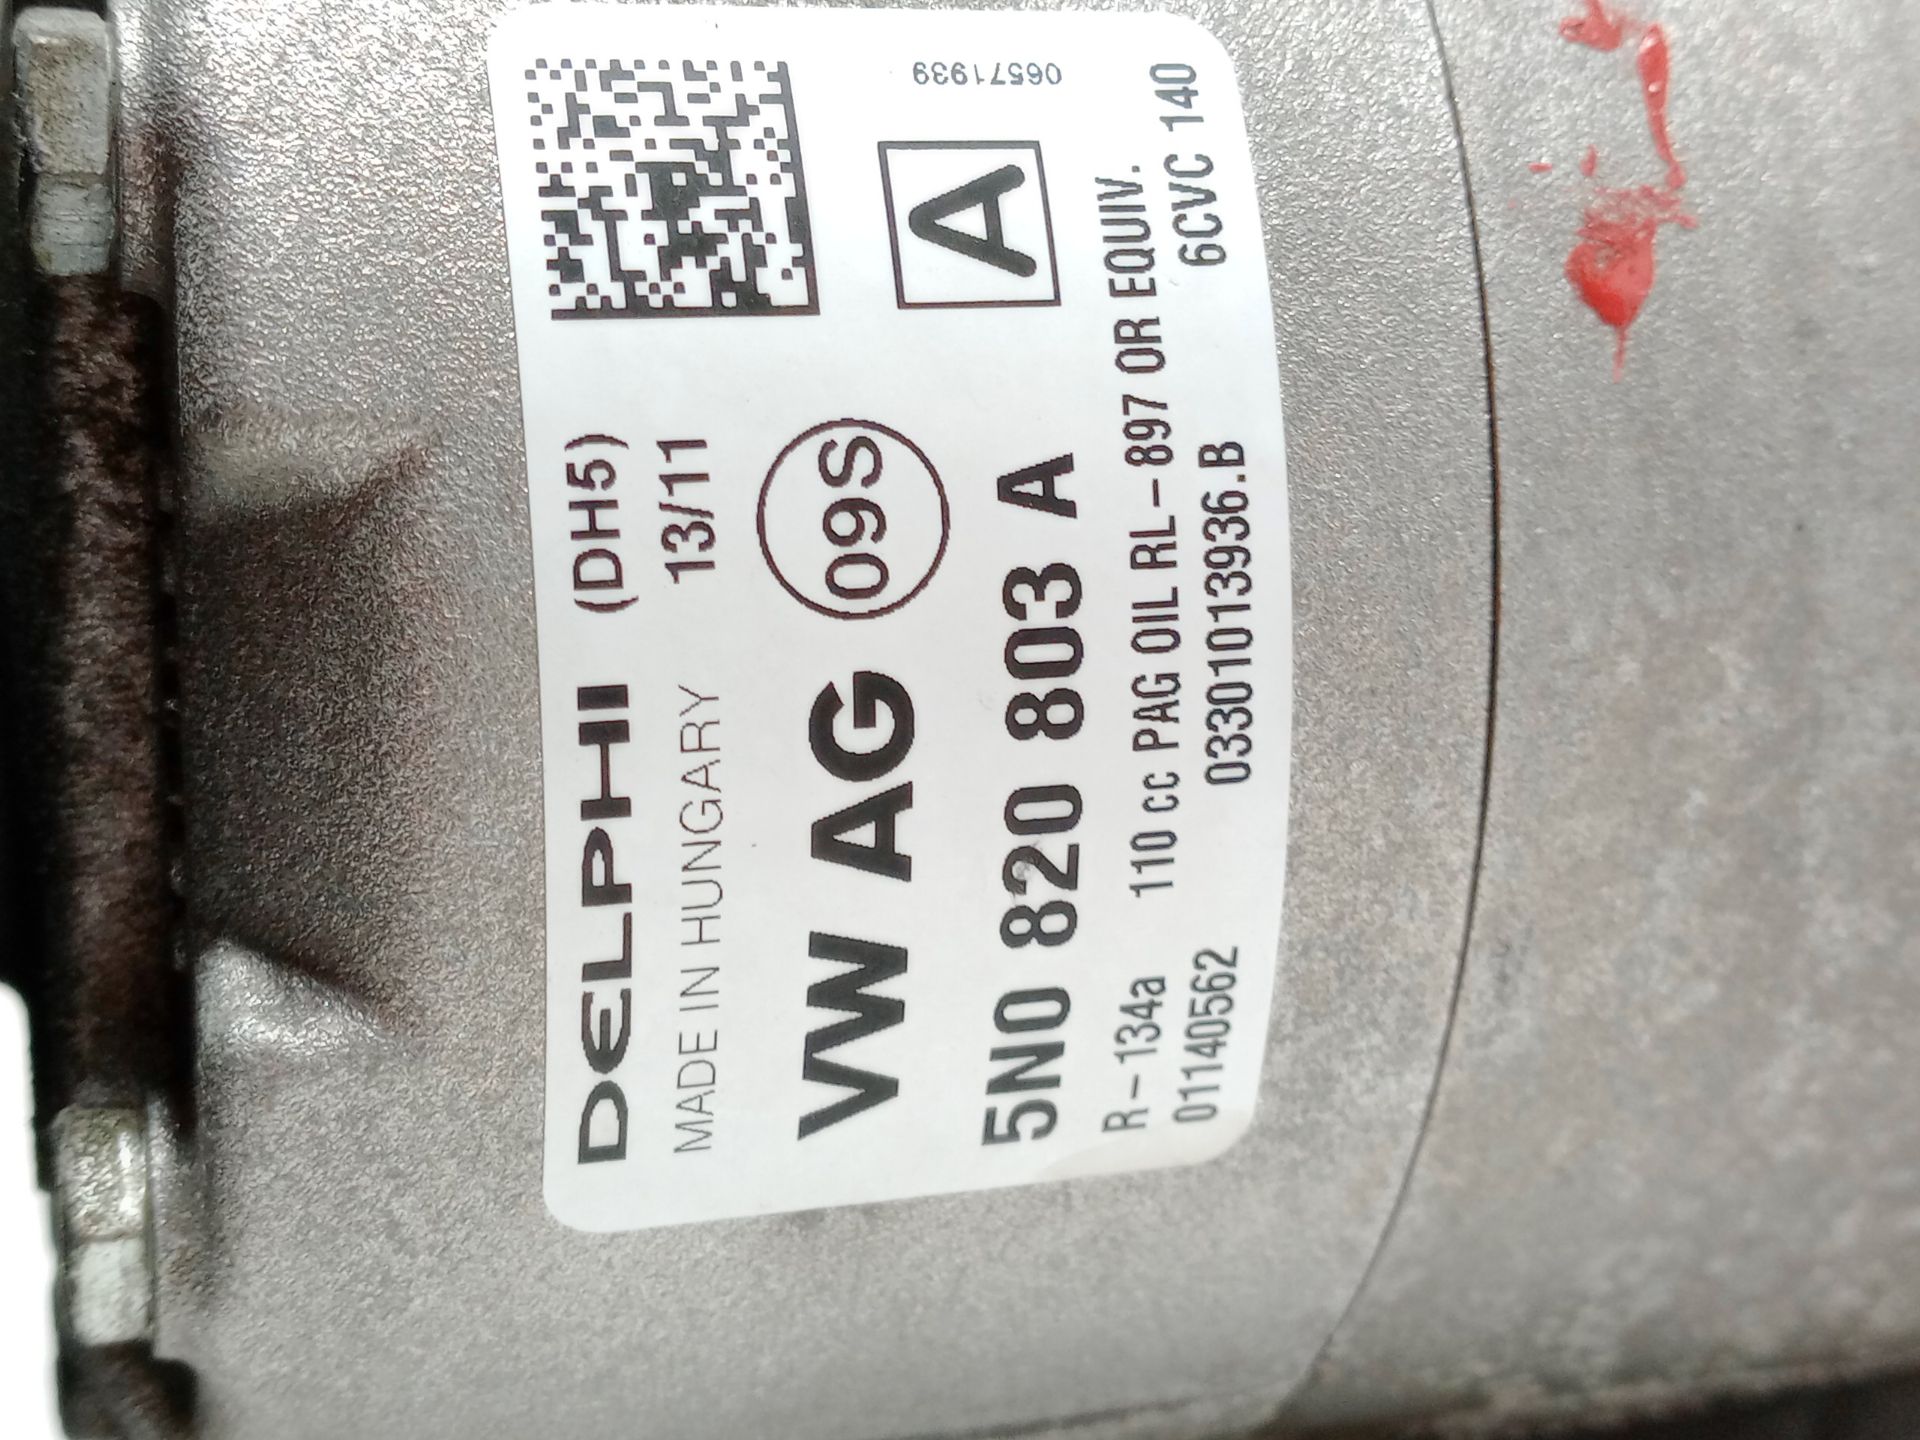 DELPHI (DH5)
MADE IN HUNGARY 13/11
VW AG 09S
5N0 820 803 A
A
06571939
R-134a 110 cc PAG OIL RL-897 OR EQUIV.
01140562 0330101393６.B 6CVC 140